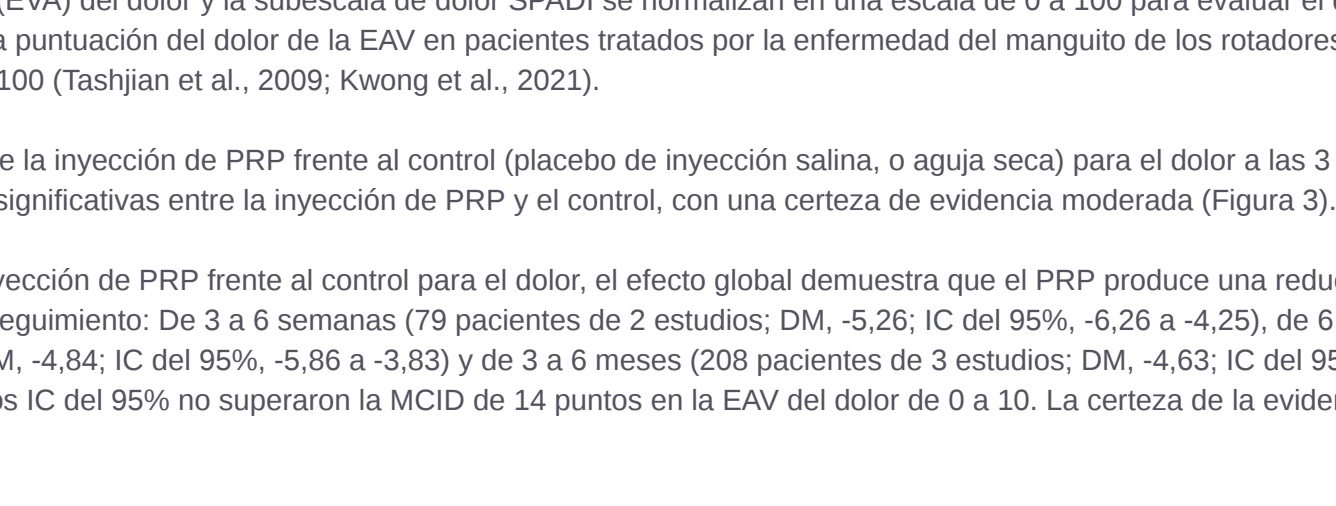 (EVA) del dolor y la subescala de dolor SPADI se normalizan en una escala de 0 a 100 para evaluar el
a puntuación del dolor de la EAV en pacientes tratados por la enfermedad del manguito de los rotadores
100 (Tashjian et al., 2009; Kwong et al., 2021).
e la inyección de PRP frente al control (placebo de inyección salina, o aguja seca) para el dolor a las 3
significativas entre la inyección de PRP y el control, con una certeza de evidencia moderada (Figura 3).
yección de PRP frente al control para el dolor, el efecto global demuestra que el PRP produce una redu
eguimiento: De 3 a 6 semanas (79 pacientes de 2 estudios; DM, -5,26; IC del 95%, -6,26 a -4,25), de 6
M, -4,84; IC del 95%, -5,86 a -3,83) y de 3 a 6 meses (208 pacientes de 3 estudios; DM, -4,63; IC del 95
os IC del 95% no superaron la MCID de 14 puntos en la EAV del dolor de 0 a 10. La certeza de la eviden